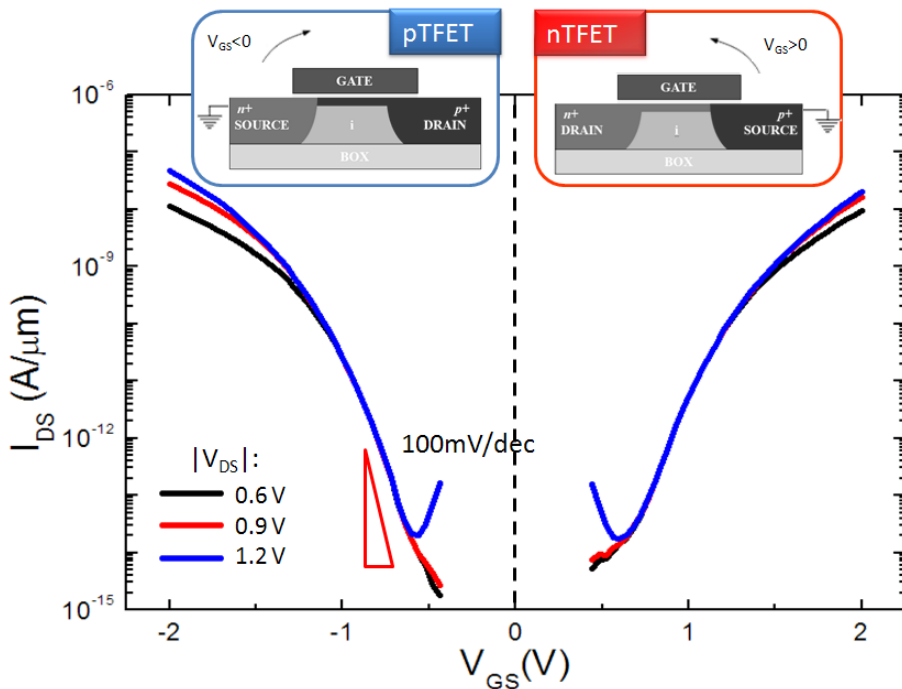 pTFET
nTFET
V_GS<0
V_GS>0
GATE
GATE
n+
SOURCE
i
p+
DRAIN
BOX
n+
DRAIN
i
p+
SOURCE
BOX
10^-6
10^-9
10^-12
10^-15
I_DS (A/μm)
100mV/dec
|V_DS|:
0.6 V
0.9 V
1.2 V
-2
-1
0
1
2
V_GS(V)